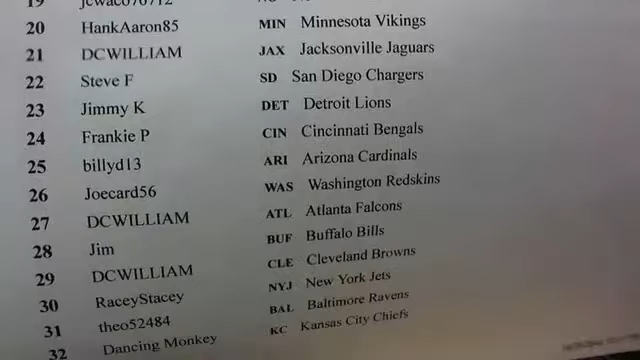 19
20 HankAaron85 MIN Minnesota Vikings
21 DCWILLIAM JAX Jacksonville Jaguars
22 Steve F SD San Diego Chargers
23 Jimmy K DET Detroit Lions
24 Frankie P CIN Cincinnati Bengals
25 billyd13 ARI Arizona Cardinals
26 Joecard56 WAS Washington Redskins
27 DCWILLIAM ATL Atlanta Falcons
28 Jim BUF Buffalo Bills
29 DCWILLIAM CLE Cleveland Browns
30 RaceyStacey NYJ New York Jets
31 theo52484 BAL Baltimore Ravens
32 Dancing Monkey KC Kansas City Chiefs